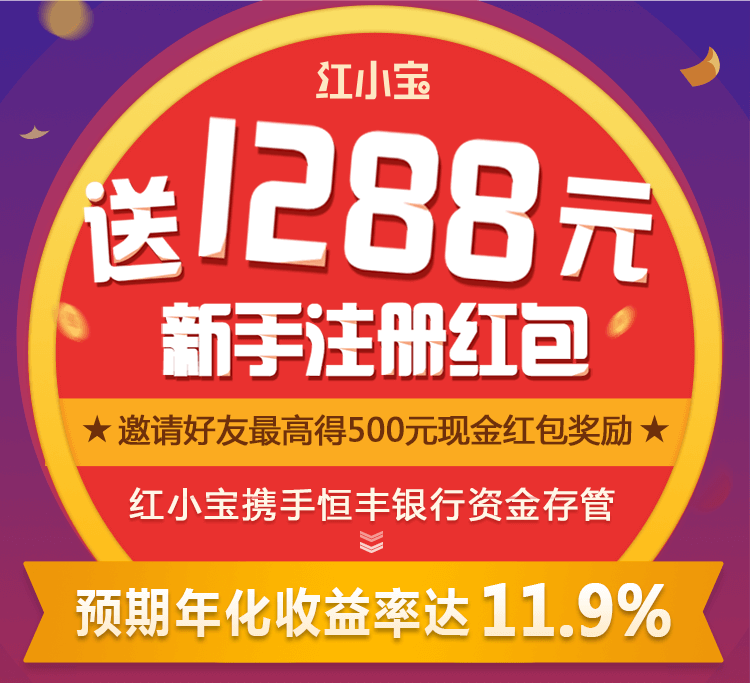 红小宝
送1288元
新手注册红包
★ 邀请好友最高得500元现金红包奖励 ★
红小宝携手恒丰银行资金存管
预期年化收益率达11.9%